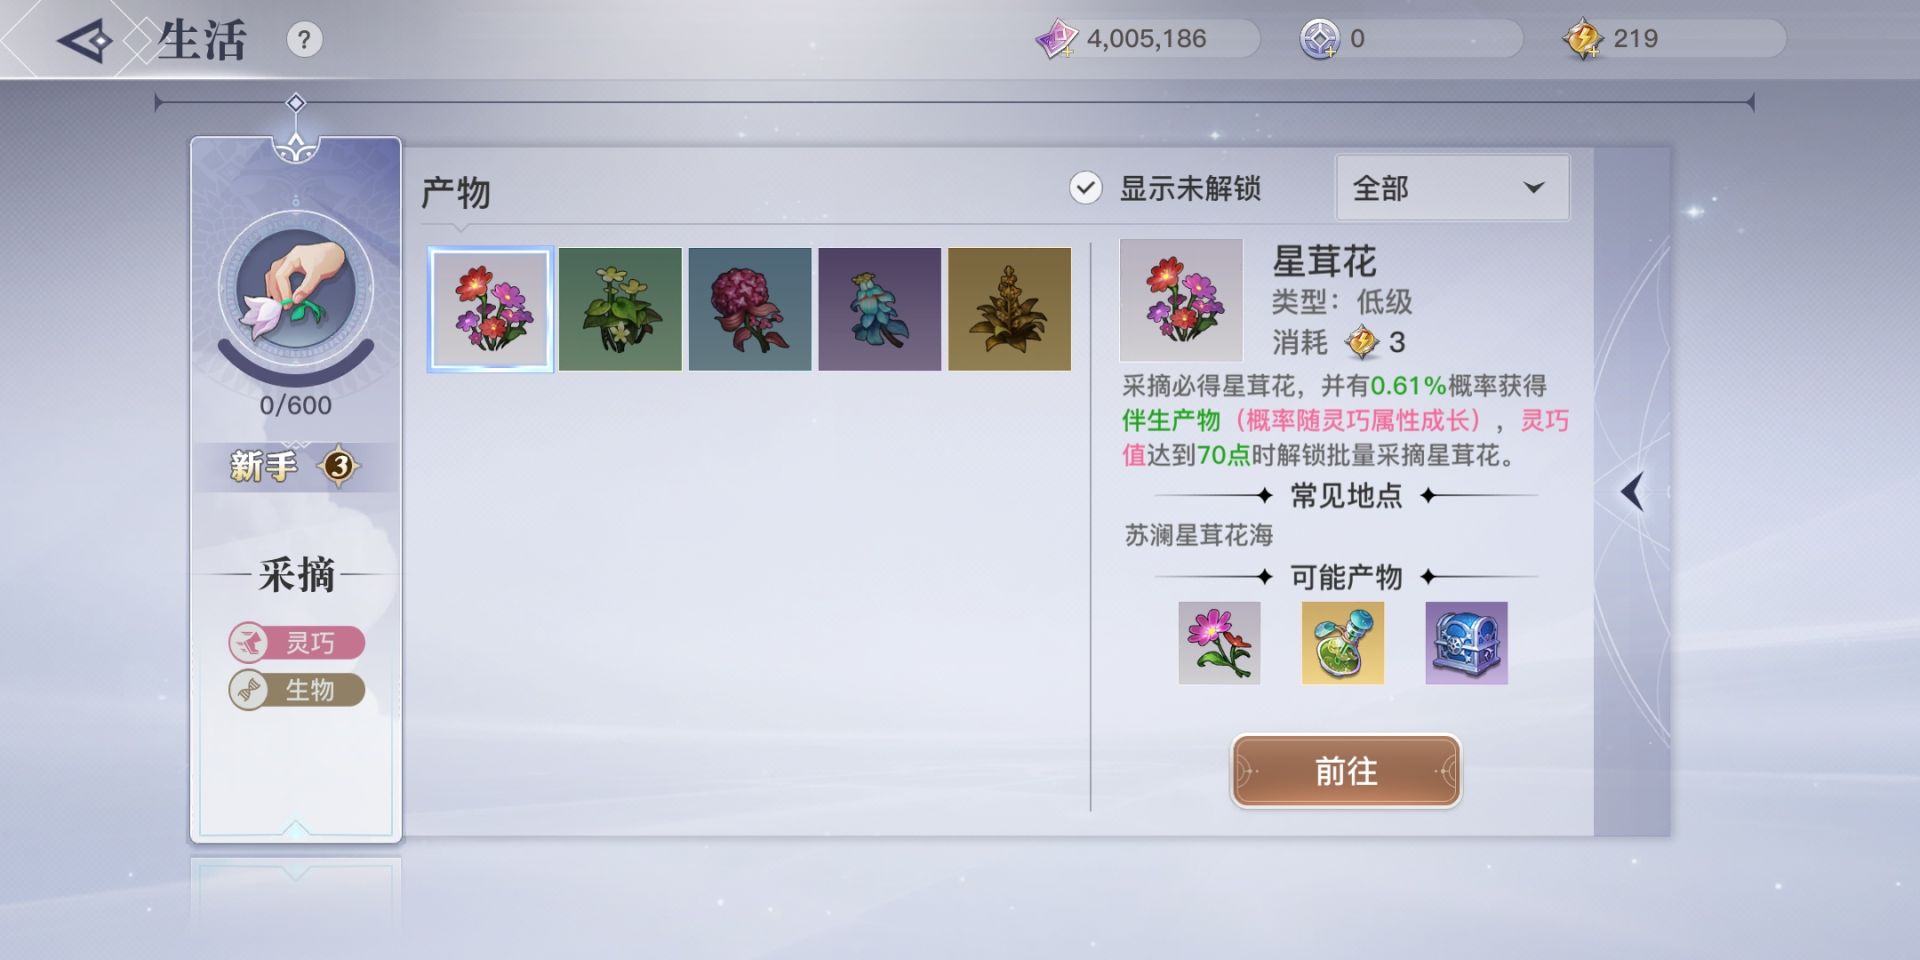 生活
?
4,005,186
0
219
产物
显示未解锁
全部
0/600
新手
3
采摘
灵巧
生物
星茸花
类型：低级
消耗 3
采摘必得星茸花，并有0.61%概率获得
伴生产物（概率随灵巧属性成长），灵巧
值达到70点时解锁批量采摘星茸花。
常见地点
苏澜星茸花海
可能产物
前往